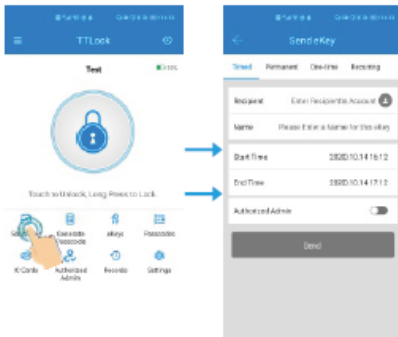 TTLock
Test
Touch to Unlock, Long Press to Lock
Generate Passcode
eKeys
Passcodes
IC Cards
Authorized Admin
Records
Settings
Send eKey
Timed
Permanent
One-time
Recurring
Recipient
Enter Recipient's Account
Name
Please Enter a Name for this eKey
Start Time
2020.10.14 16:12
End Time
2020.10.14 17:12
Authorized Admin
Send